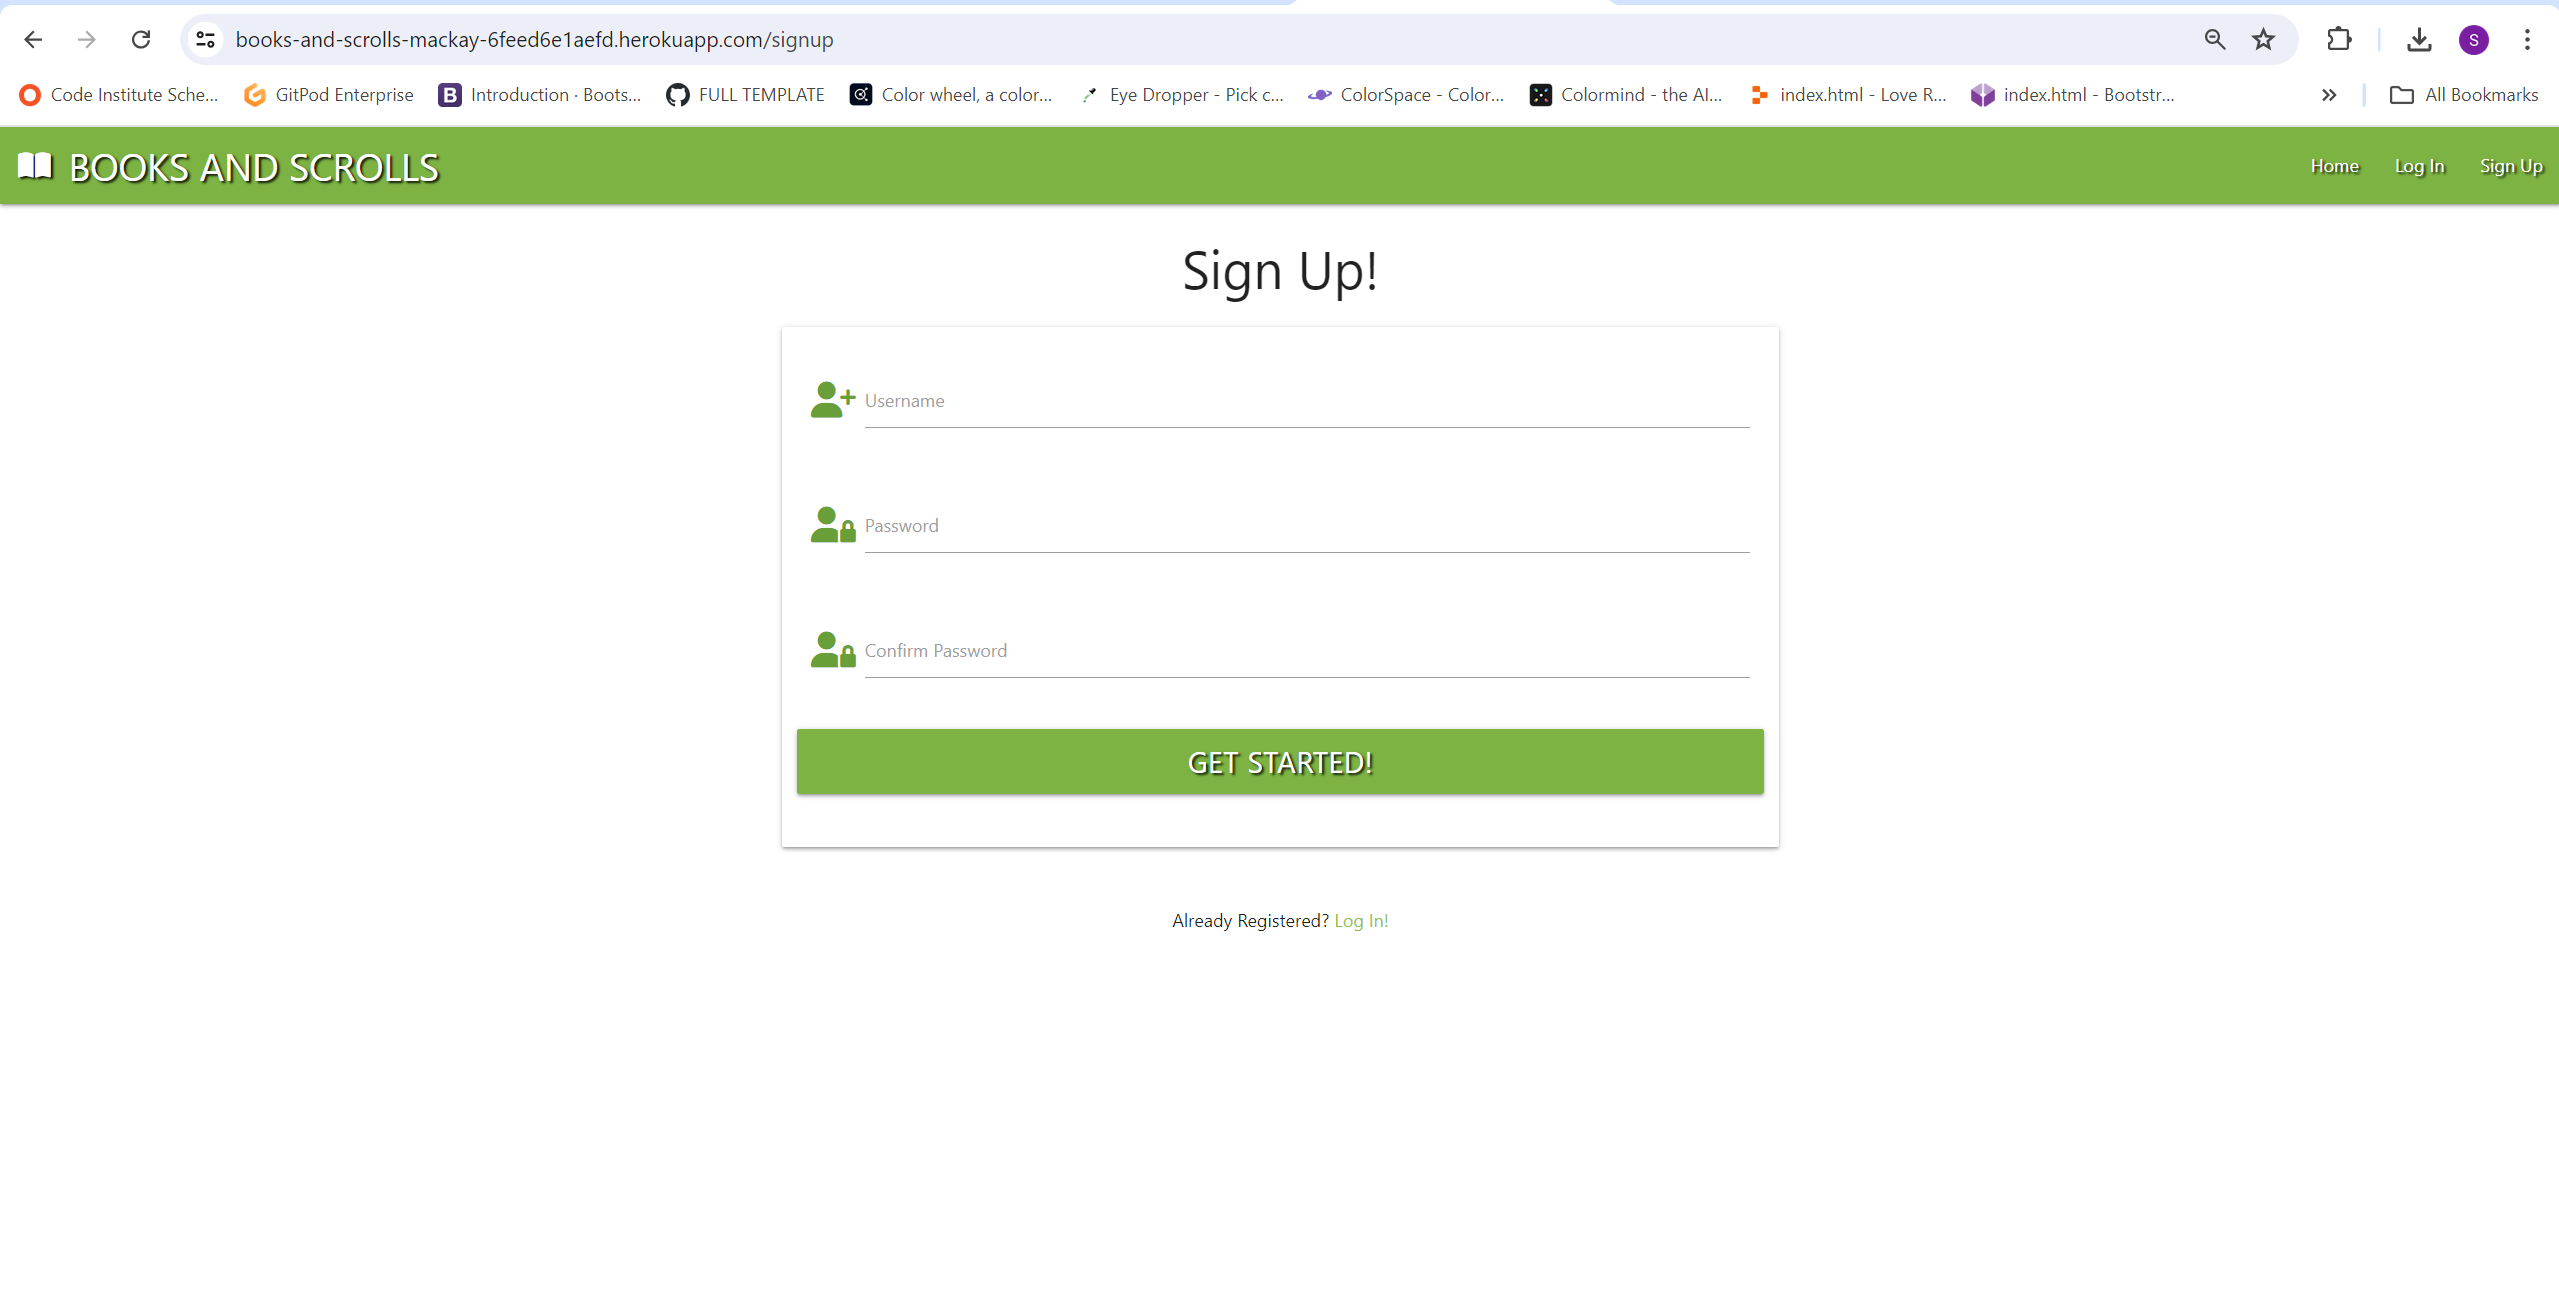 books-and-scrolls-mackay-6feed6e1aefd.herokuapp.com/signup
S
Code Institute Sche... GitPod Enterprise Introduction · Boots... FULL TEMPLATE Color wheel, a color... Eye Dropper - Pick c... ColorSpace - Color... Colormind - the AI... index.html - Love R... index.html - Bootstr... » All Bookmarks
BOOKS AND SCROLLS Home Log In Sign Up
Sign Up!
Username
Password
Confirm Password
GET STARTED!
Already Registered? Log In!